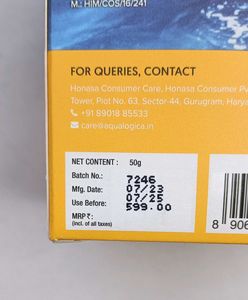 M.: HIM/COS/16/241
FOR QUERIES, CONTACT
Honasa Consumer Care, Honasa Consumer Pv
Tower, Plot No. 63, Sector-44, Gurugram, Harya
+91 89018 85533
care@aqualogica.in
NET CONTENT : 50g
Batch No.: 7246
Mfg. Date: 07/23
Use Before: 07/25
MRP ₹: 599.00
(incl. of all taxes)
8 906